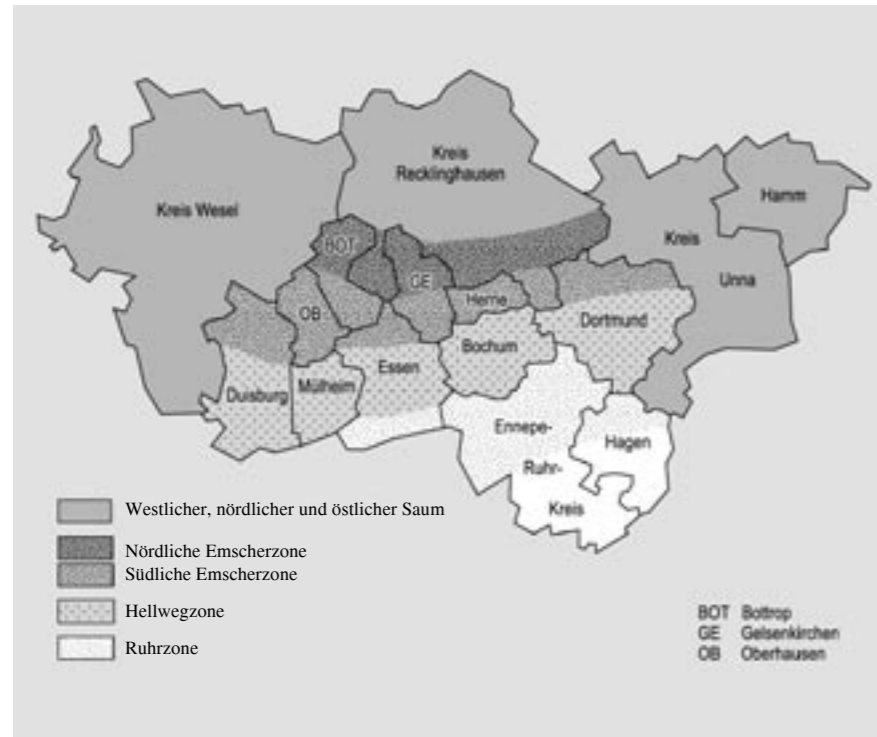 Kreis
Recklinghausen
Kreis Wesel
Hamm
Kreis
Unna
BOT
GE
OB
Herne
Dortmund
Bochum
Essen
Duisburg
Mülheim
Ennepe-
Ruhr-
Kreis
Hagen
Westlicher, nördlicher und östlicher Saum
Nördliche Emscherzone
Südliche Emscherzone
Hellwegzone
Ruhrzone
BOT Bottrop
GE Gelsenkirchen
OB Oberhausen